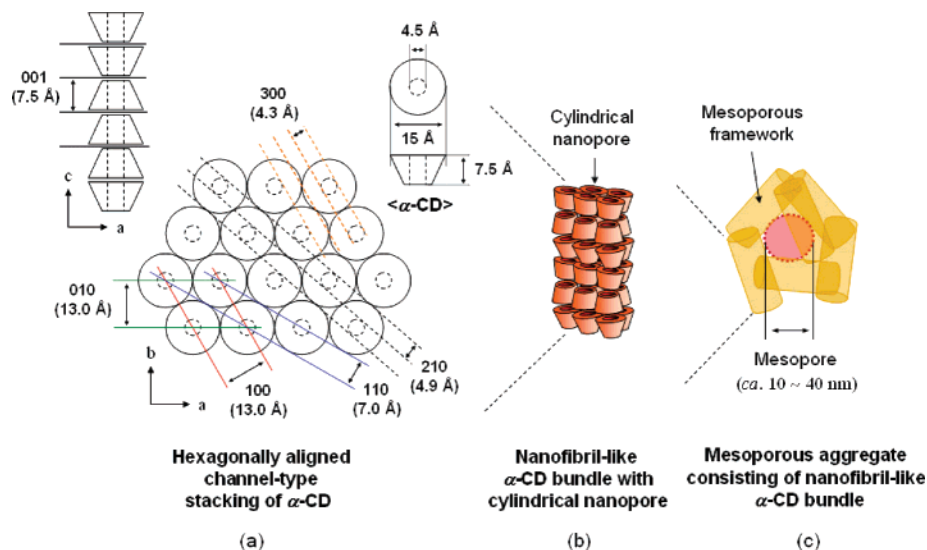 001
(7.5 Å)
c
a
300
(4.3 Å)
4.5 Å
15 Å
7.5 Å
<α-CD>
010
(13.0 Å)
b
a
100
(13.0 Å)
110
(7.0 Å)
210
(4.9 Å)
Hexagonally aligned
channel-type
stacking of α-CD
(a)
Cylindrical
nanopore
Nanofibril-like
α-CD bundle with
cylindrical nanopore
(b)
Mesoporous
framework
Mesopore
(ca. 10 ~ 40 nm)
Mesoporous aggregate
consisting of nanofibril-like
α-CD bundle
(c)